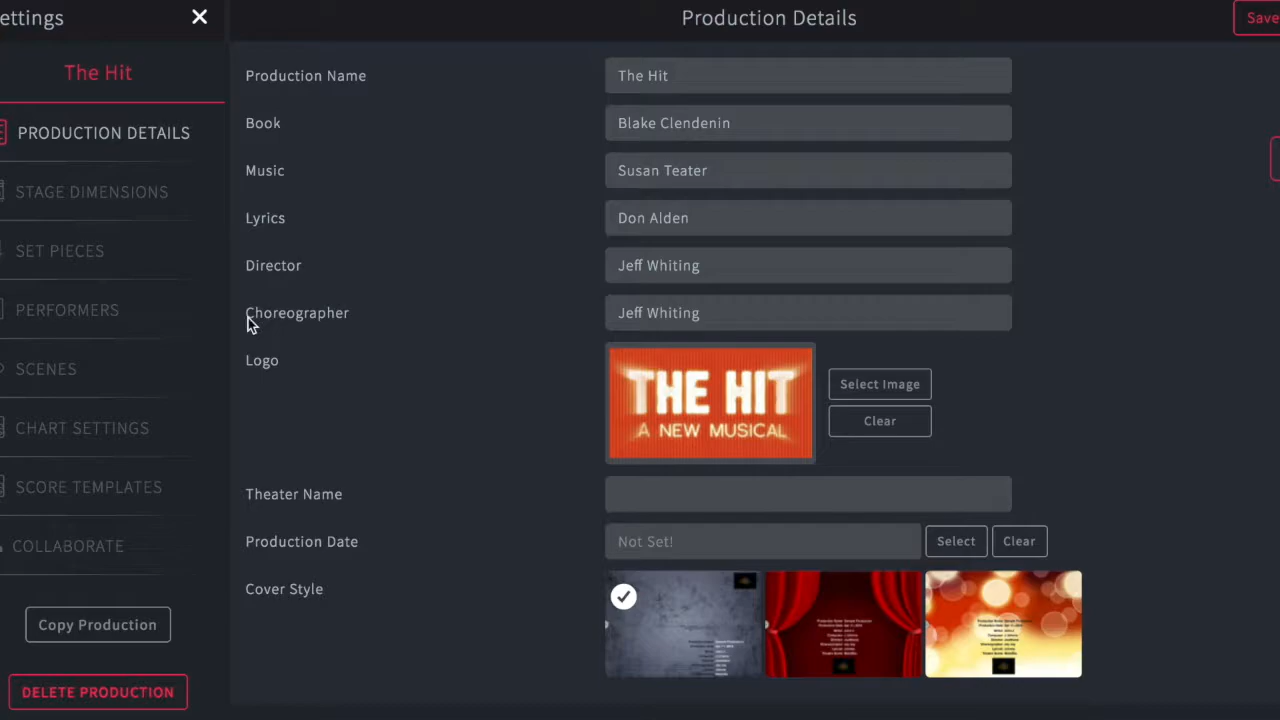 ettings
Production Details
Save
The Hit
PRODUCTION DETAILS
STAGE DIMENSIONS
SET PIECES
PERFORMERS
SCENES
CHART SETTINGS
SCORE TEMPLATES
COLLABORATE
Copy Production
DELETE PRODUCTION
Production Name
The Hit
Book
Blake Clendenin
Music
Susan Teater
Lyrics
Don Alden
Director
Jeff Whiting
Choreographer
Jeff Whiting
Logo
THE HIT
A NEW MUSICAL
Select Image
Clear
Theater Name
Production Date
Not Set!
Select
Clear
Cover Style